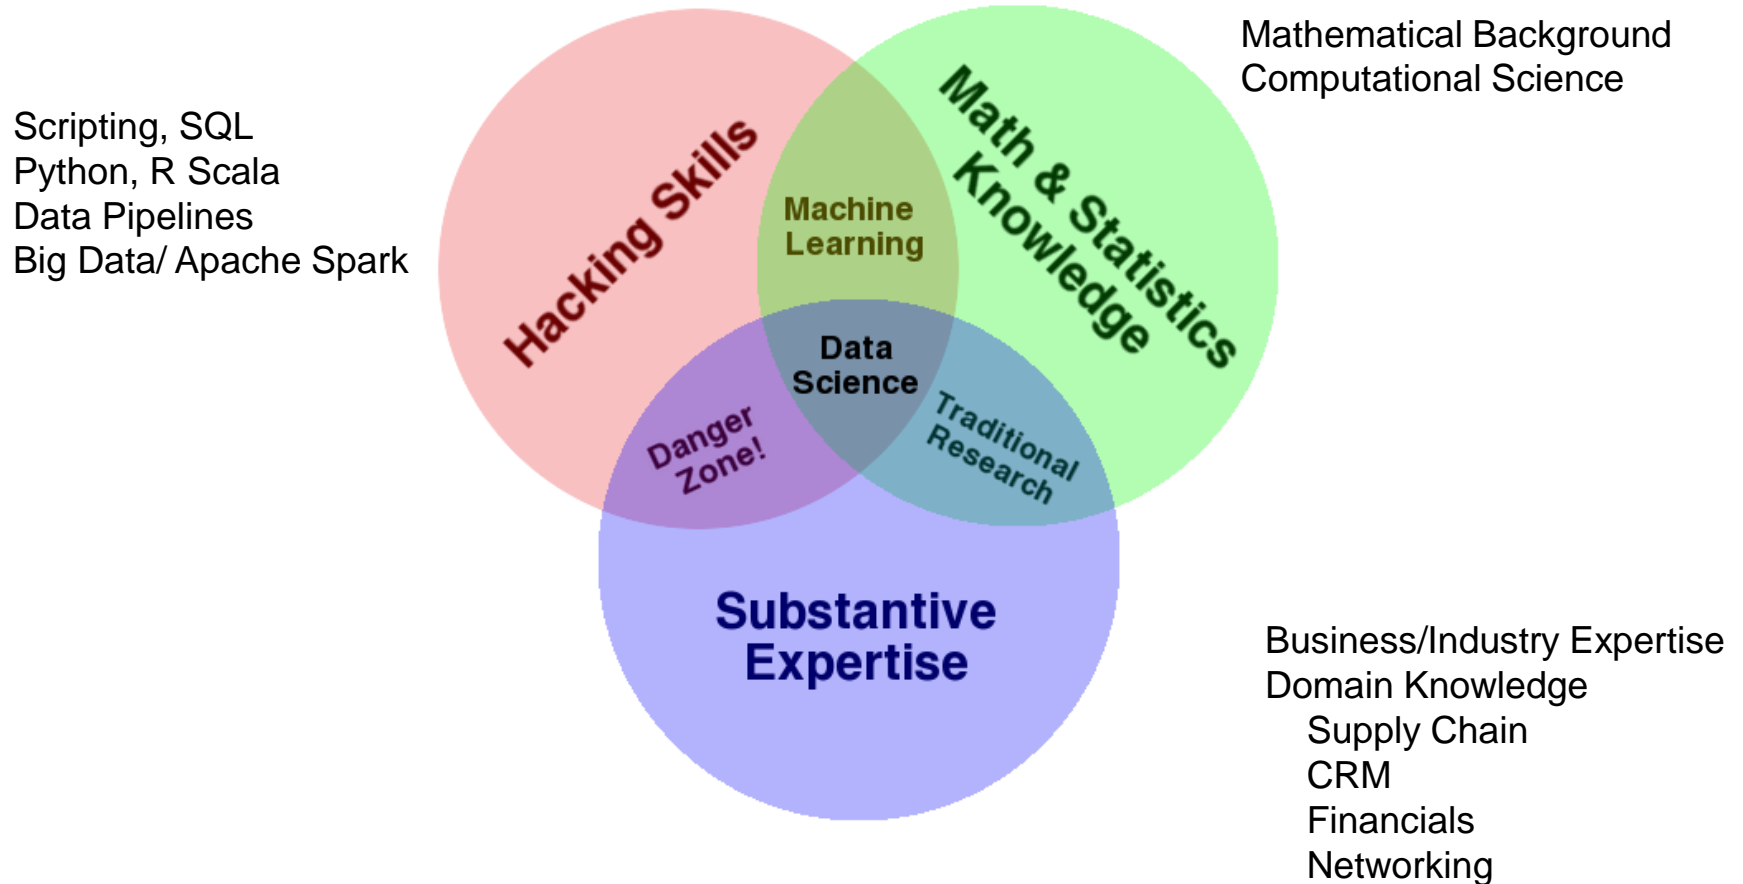 Mathematical Background
Computational Science
Scripting, SQL
Python, R Scala
Data Pipelines
Big Data/ Apache Spark
Hacking Skills
Math & Statistics
Knowledge
Machine
Learning
Data
Science
Danger
Zone!
Traditional
Research
Substantive
Expertise
Business/Industry Expertise
Domain Knowledge
Supply Chain
CRM
Financials
Networking